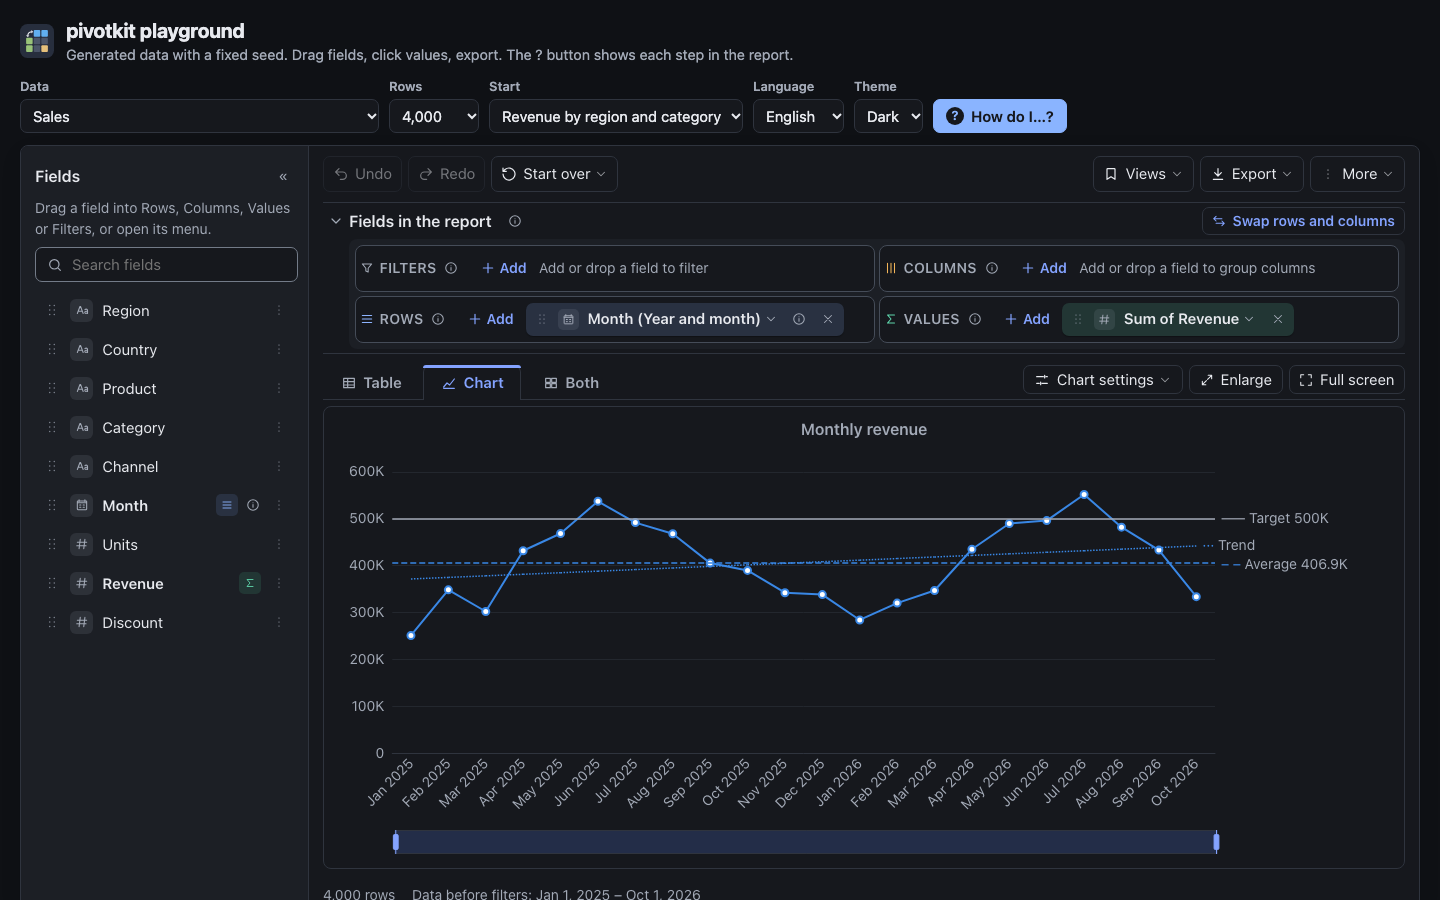 pivotkit playground
Generated data with a fixed seed. Drag fields, click values, export. The ? button shows each step in the report.
Data
Rows
Start
Language
Theme
Sales
4,000
Revenue by region and category
English
Dark
? How do I...?
Fields
«
Drag a field into Rows, Columns, Values
or Filters, or open its menu.
Search fields
Aa Region
Aa Country
Aa Product
Aa Category
Aa Channel
Month
# Units
# Revenue Σ
# Discount
Undo
Redo
Start over
Views
Export
More
Fields in the report
Swap rows and columns
FILTERS + Add Add or drop a field to filter
COLUMNS + Add Add or drop a field to group columns
ROWS + Add Month (Year and month) ×
Σ VALUES + Add # Sum of Revenue ×
Table
Chart
Both
Chart settings
Enlarge
Full screen
Monthly revenue
600K
500K
400K
300K
200K
100K
0
Target 500K
Trend
Average 406.9K
Jan 2025
Feb 2025
Mar 2025
Apr 2025
May 2025
Jun 2025
Jul 2025
Aug 2025
Sep 2025
Oct 2025
Nov 2025
Dec 2025
Jan 2026
Feb 2026
Mar 2026
Apr 2026
May 2026
Jun 2026
Jul 2026
Aug 2026
Sep 2026
Oct 2026
4,000 rows Data before filters: Jan 1, 2025 – Oct 1, 2026